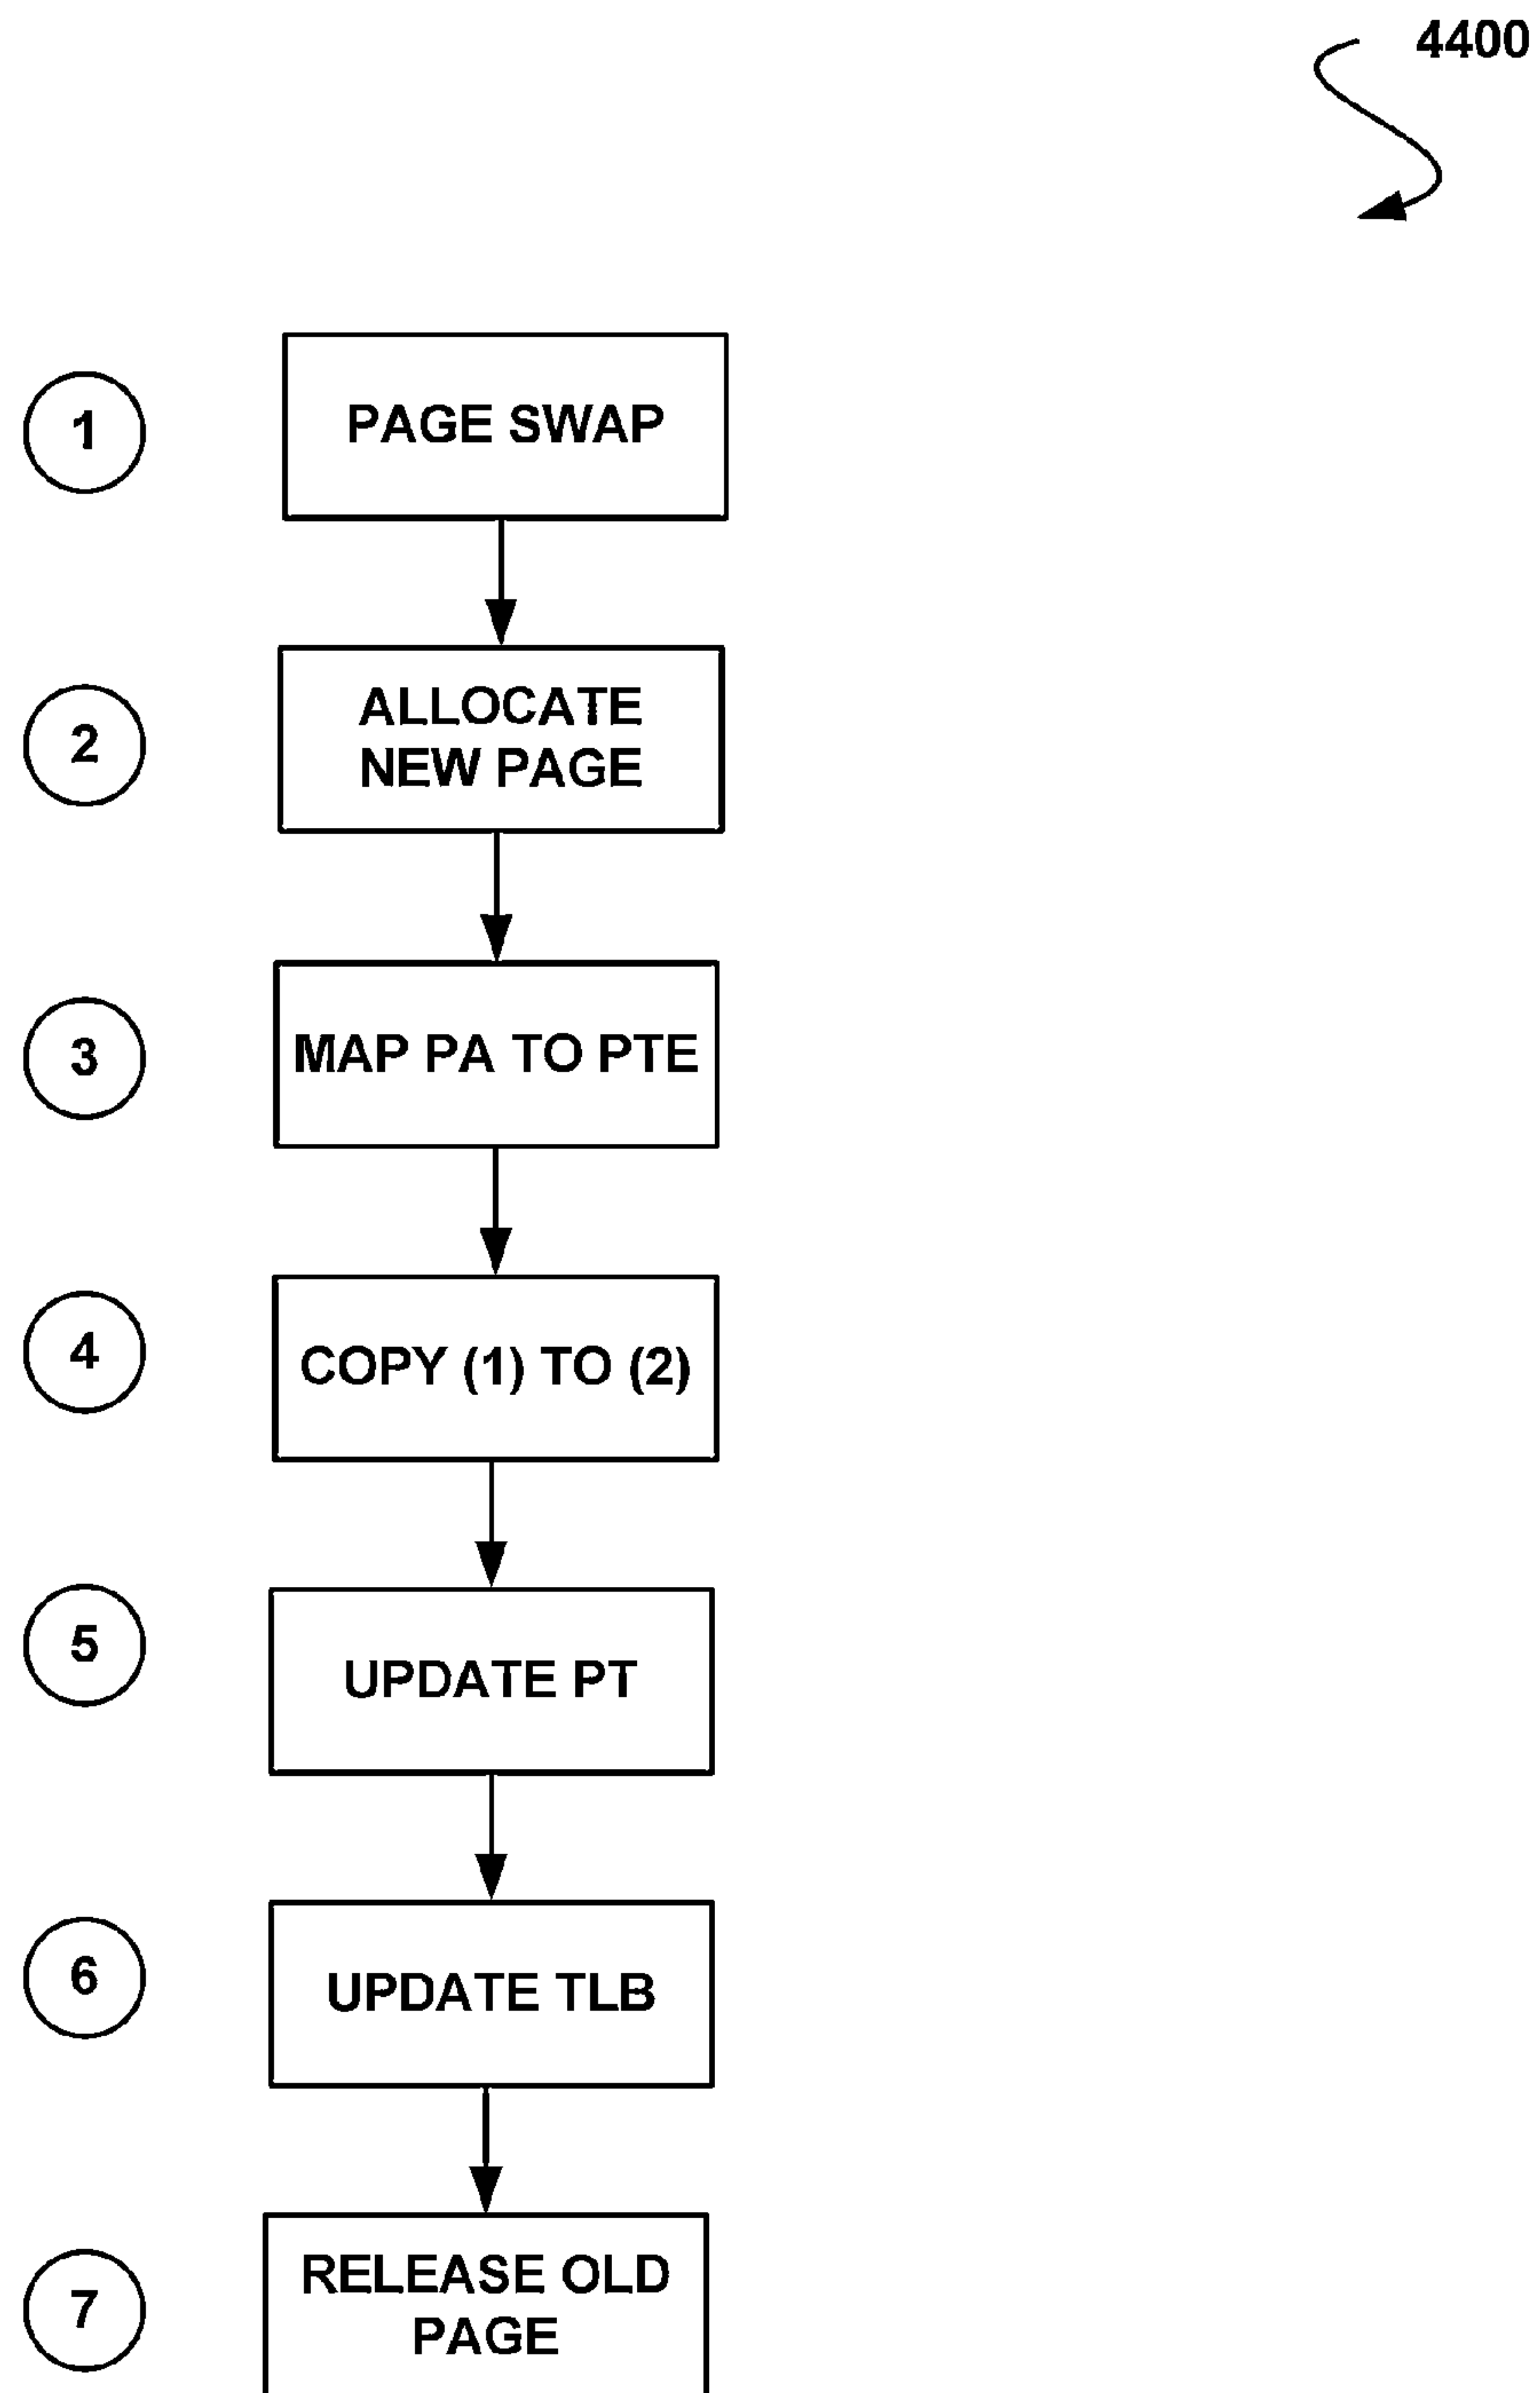 4400
1
PAGE SWAP
2
ALLOCATE
NEW PAGE
3
MAP PA TO PTE
4
COPY (1) TO (2)
5
UPDATE PT
6
UPDATE TLB
7
RELEASE OLD
PAGE